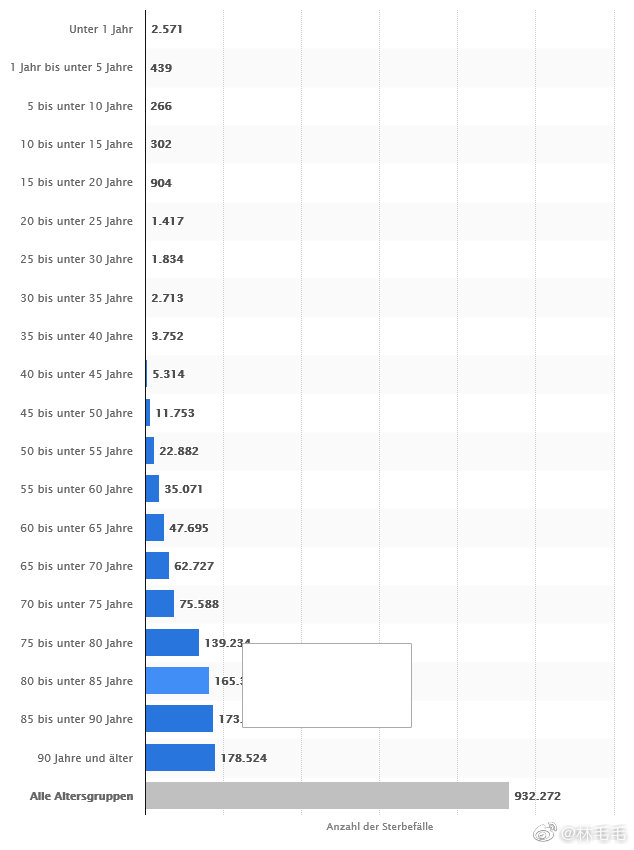 Unter 1 Jahr 2.571
1 Jahr bis unter 5 Jahre 439
5 bis unter 10 Jahre 266
10 bis unter 15 Jahre 302
15 bis unter 20 Jahre 904
20 bis unter 25 Jahre 1.417
25 bis unter 30 Jahre 1.834
30 bis unter 35 Jahre 2.713
35 bis unter 40 Jahre 3.752
40 bis unter 45 Jahre 5.314
45 bis unter 50 Jahre 11.753
50 bis unter 55 Jahre 22.882
55 bis unter 60 Jahre 35.071
60 bis unter 65 Jahre 47.695
65 bis unter 70 Jahre 62.727
70 bis unter 75 Jahre 75.588
75 bis unter 80 Jahre 139.234
80 bis unter 85 Jahre
85 bis unter 90 Jahre
90 Jahre und älter 178.524
Alle Altersgruppen 932.272
Anzahl der Sterbefälle
@林毛毛